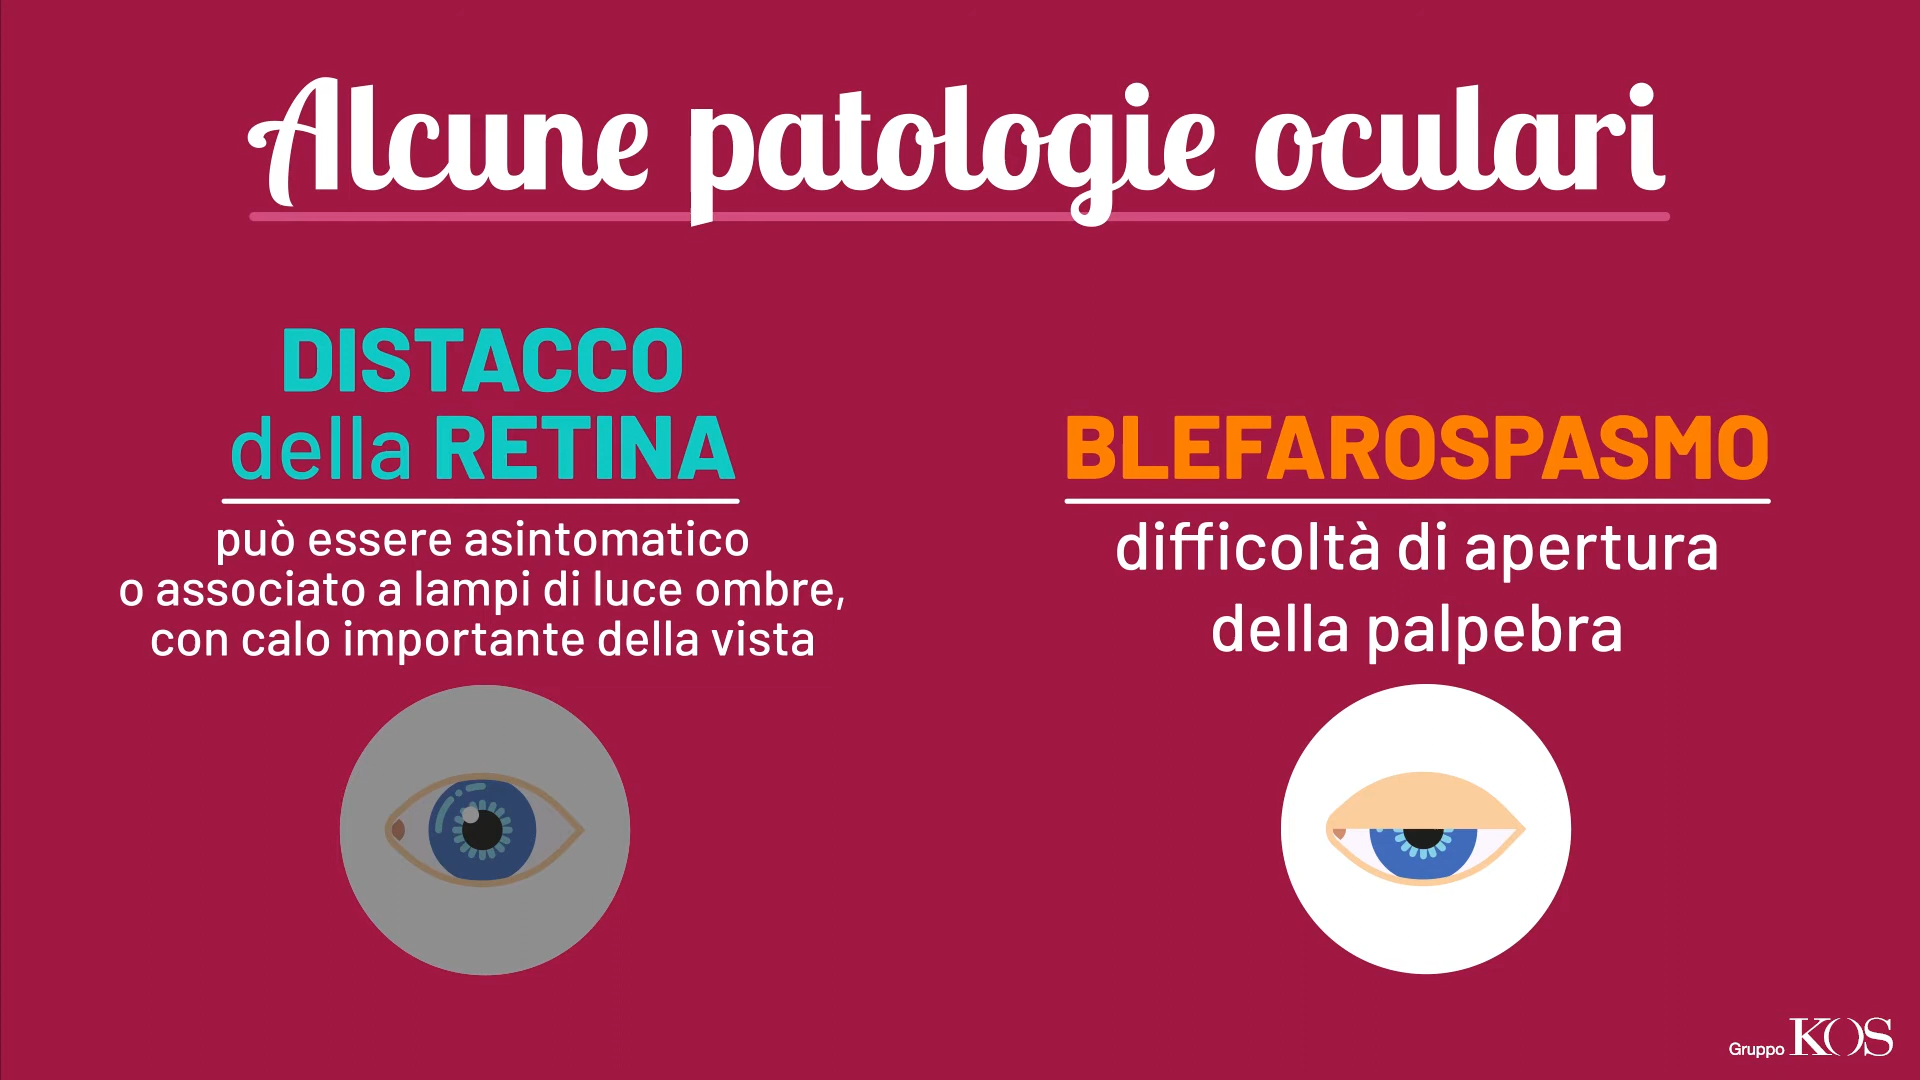 Alcune patologie oculari
DISTACCO
della RETINA
può essere asintomatico
o associato a lampi di luce ombre,
con calo importante della vista
BLEFAROSPASMO
difficoltà di apertura
della palpebra
Gruppo KOS